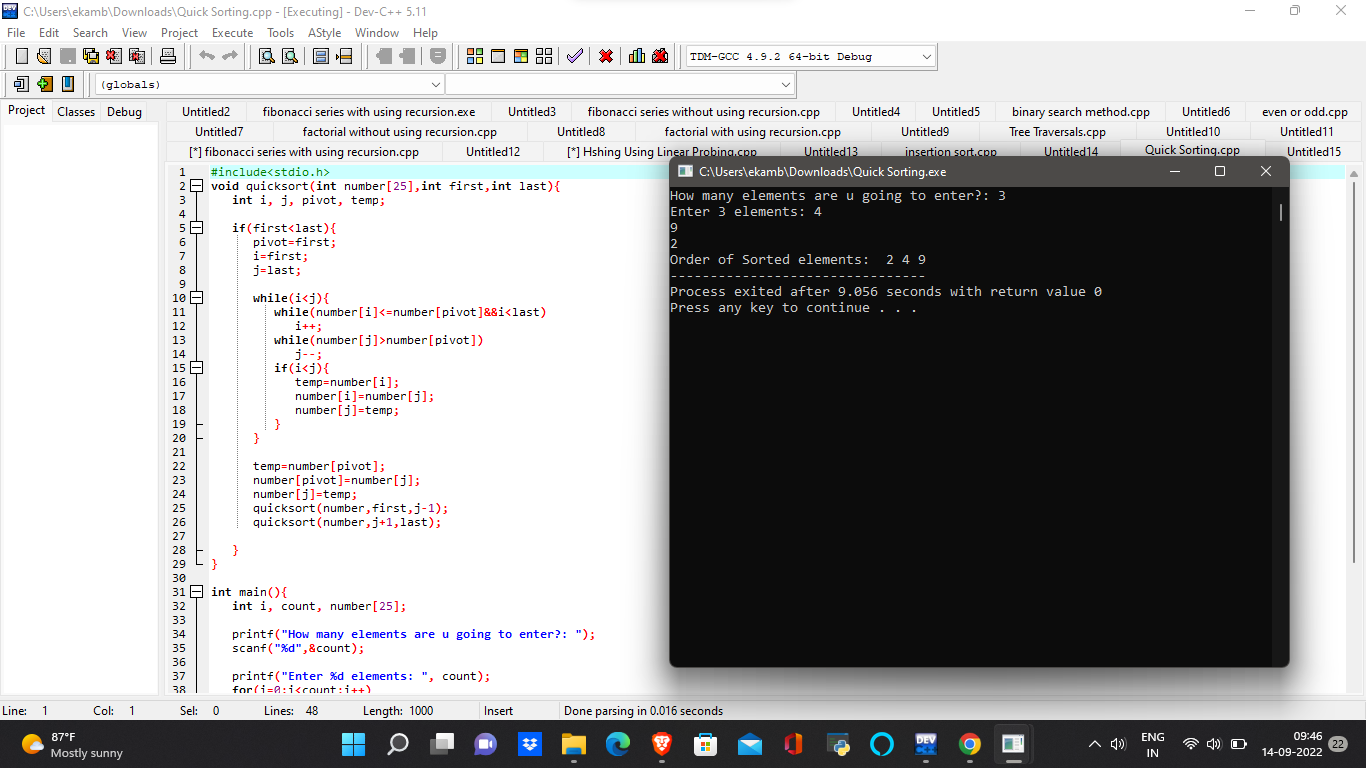 C:\Users\ekamb\Downloads\Quick Sorting.cpp - [Executing] - Dev-C++ 5.11
File Edit Search View Project Execute Tools AStyle Window Help
TDM-GCC 4.9.2 64-bit Debug
(globals)
Project Classes Debug
Untitled2 fibonacci series with using recursion.exe Untitled3 fibonacci series without using recursion.cpp Untitled4 Untitled5 binary search method.cpp Untitled6 even or odd.cpp
Untitled7 factorial without using recursion.cpp Untitled8 factorial with using recursion.cpp Untitled9 Tree Traversals.cpp Untitled10 Untitled11
[*] fibonacci series with using recursion.cpp Untitled12 [*] Hshing Using Linear Probing.cpp Untitled13 insertion sort.cpp Untitled14 Quick Sorting.cpp Untitled15
1 #include<stdio.h>
2 void quicksort(int number[25],int first,int last){
3 int i, j, pivot, temp;
4
5 if(first<last){
6 pivot=first;
7 i=first;
8 j=last;
9
10 while(i<j){
11 while(number[i]<=number[pivot]&&i<last)
12 i++;
13 while(number[j]>number[pivot])
14 j--;
15 if(i<j){
16 temp=number[i];
17 number[i]=number[j];
18 number[j]=temp;
19 }
20 }
21
22 temp=number[pivot];
23 number[pivot]=number[j];
24 number[j]=temp;
25 quicksort(number,first,j-1);
26 quicksort(number,j+1,last);
27
28 }
29 }
30
31 int main(){
32 int i, count, number[25];
33
34 printf("How many elements are u going to enter?: ");
35 scanf("%d",&count);
36
37 printf("Enter %d elements: ", count);
38 for(i=0;i<count;i++)
C:\Users\ekamb\Downloads\Quick Sorting.exe
How many elements are u going to enter?: 3
Enter 3 elements: 4
9
2
Order of Sorted elements:  2 4 9
--------------------------------
Process exited after 9.056 seconds with return value 0
Press any key to continue . . .
Line: 1 Col: 1 Sel: 0 Lines: 48 Length: 1000 Insert Done parsing in 0.016 seconds
87°F
Mostly sunny
DEV
ENG
IN
09:46
14-09-2022
22